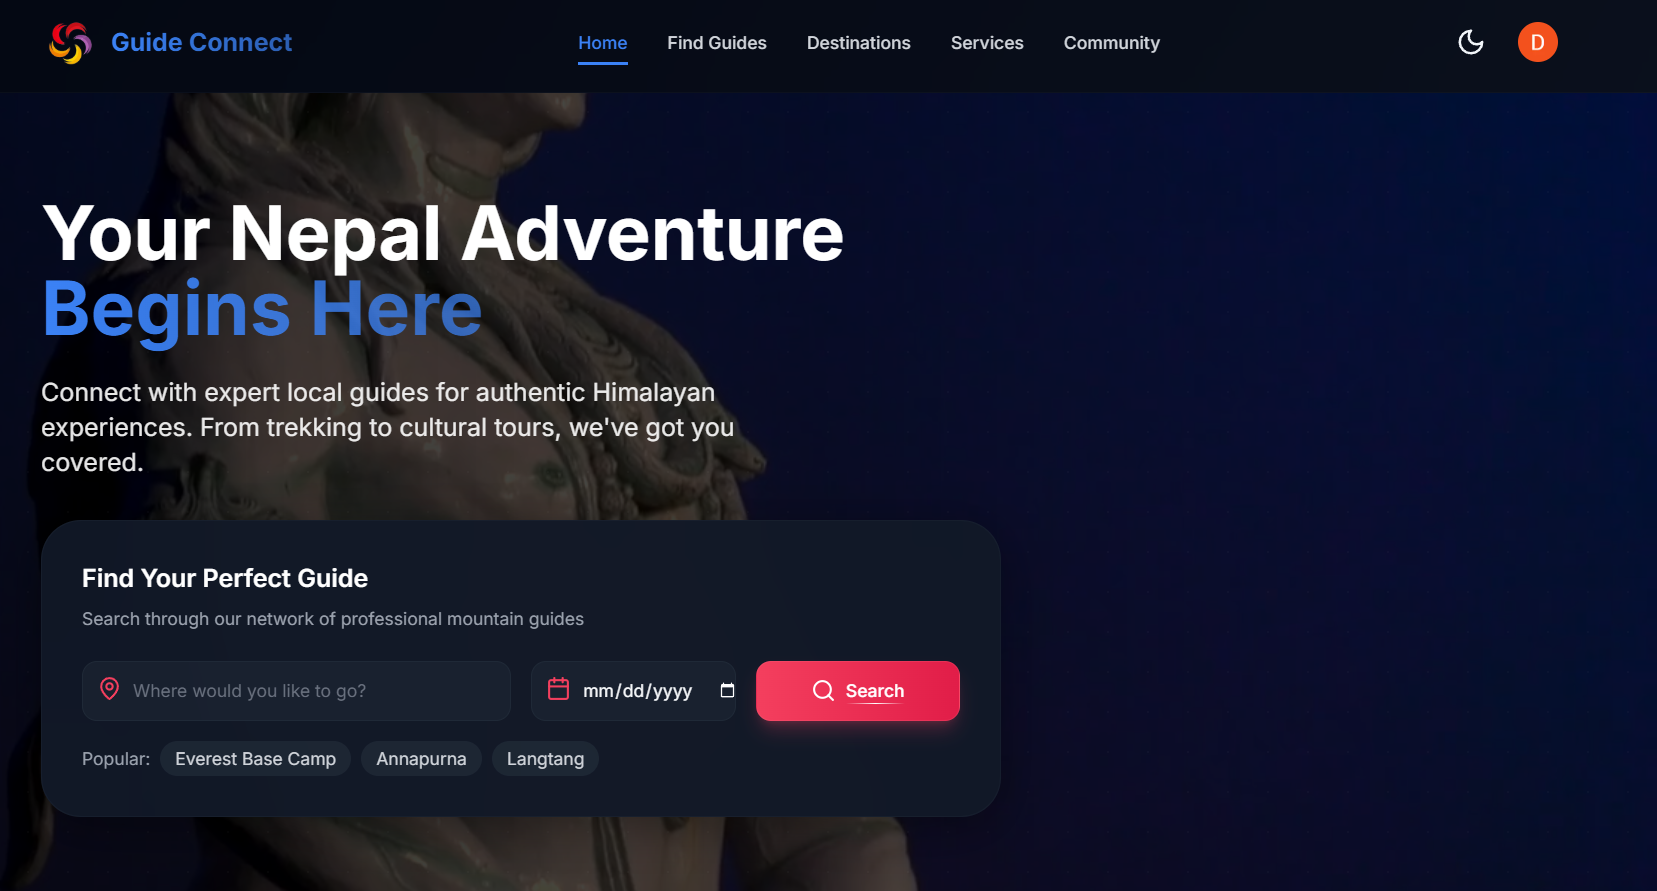 Guide Connect
Home
Find Guides
Destinations
Services
Community
D
Your Nepal Adventure
Begins Here
Connect with expert local guides for authentic Himalayan
experiences. From trekking to cultural tours, we've got you
covered.
Find Your Perfect Guide
Search through our network of professional mountain guides
Where would you like to go?
mm/dd/yyyy
Search
Popular:
Everest Base Camp
Annapurna
Langtang